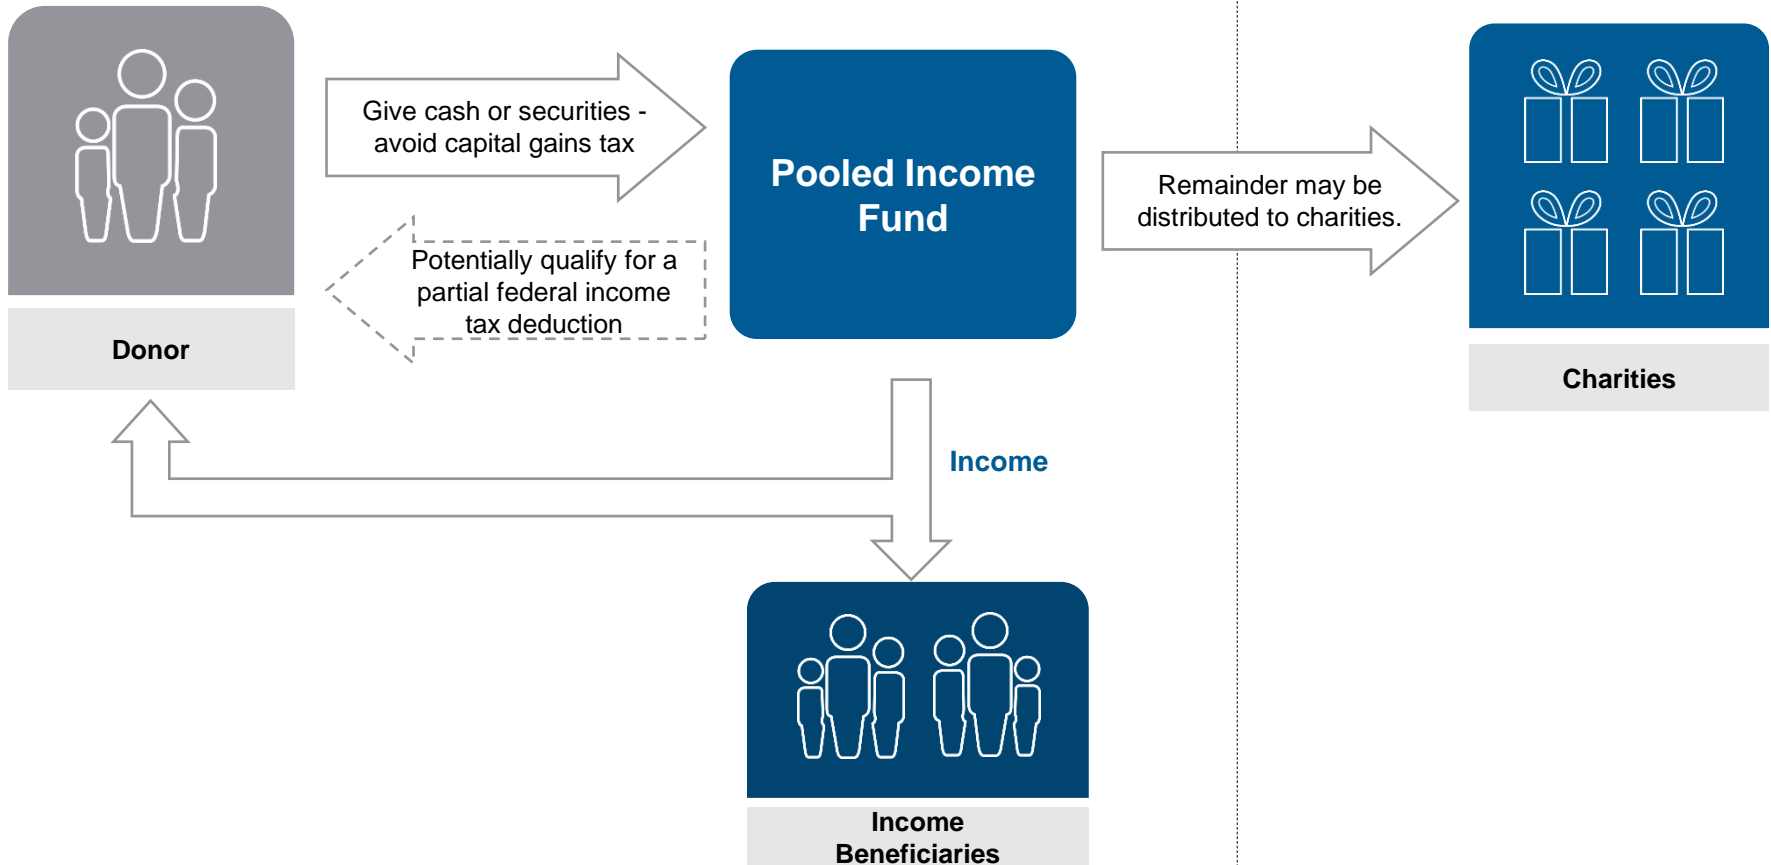 Give cash or securities -
avoid capital gains tax
Pooled Income
Fund
Remainder may be
distributed to charities.
Potentially qualify for a
partial federal income
tax deduction
Donor
Charities
Income
Income
Beneficiaries